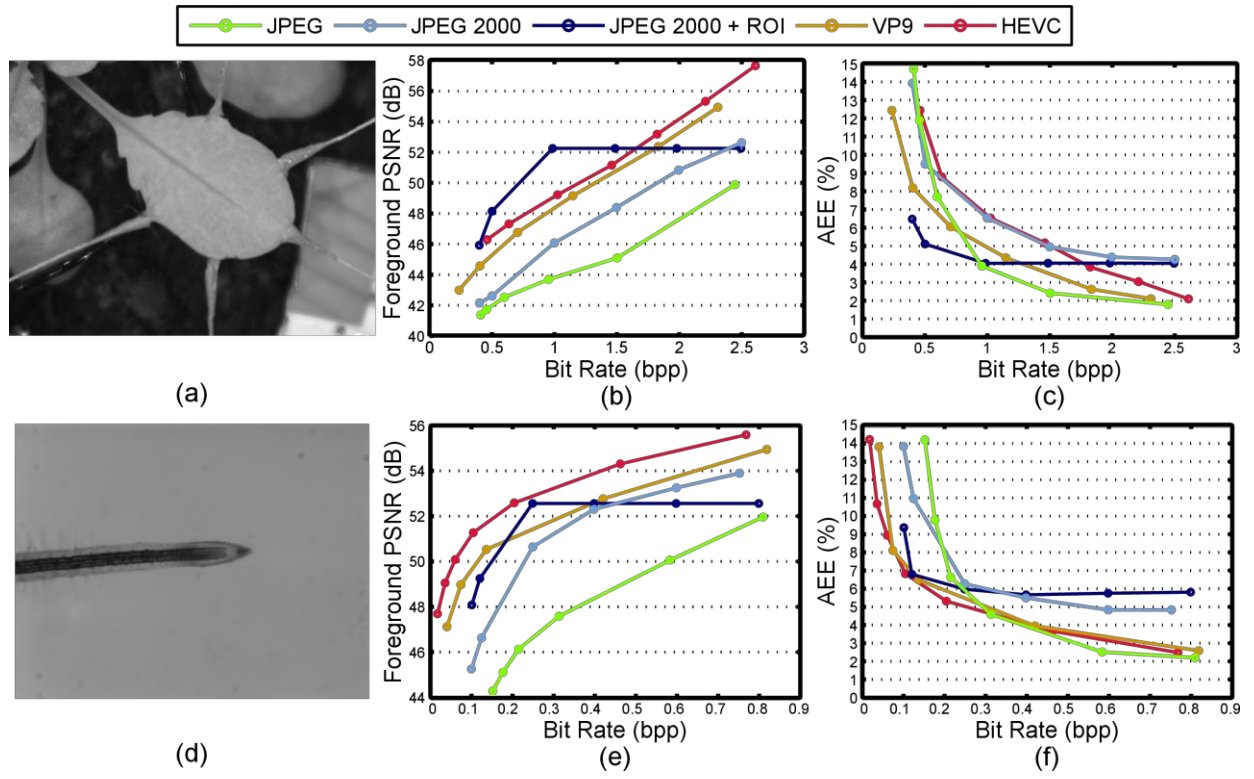 JPEG JPEG 2000 JPEG 2000 + ROI VP9 HEVC
58
56
54
52
50
48
46
44
42
40
Foreground PSNR (dB)
0 0.5 1 1.5 2 2.5 3
Bit Rate (bpp)
15
14
13
12
11
10
9
8
7
6
5
4
3
2
1
0
AEE (%)
0 0.5 1 1.5 2 2.5 3
Bit Rate (bpp)
(a)
(b)
(c)
56
54
52
50
48
46
44
Foreground PSNR (dB)
0 0.1 0.2 0.3 0.4 0.5 0.6 0.7 0.8 0.9
Bit Rate (bpp)
15
14
13
12
11
10
9
8
7
6
5
4
3
2
1
0
AEE (%)
0 0.1 0.2 0.3 0.4 0.5 0.6 0.7 0.8 0.9
Bit Rate (bpp)
(d)
(e)
(f)